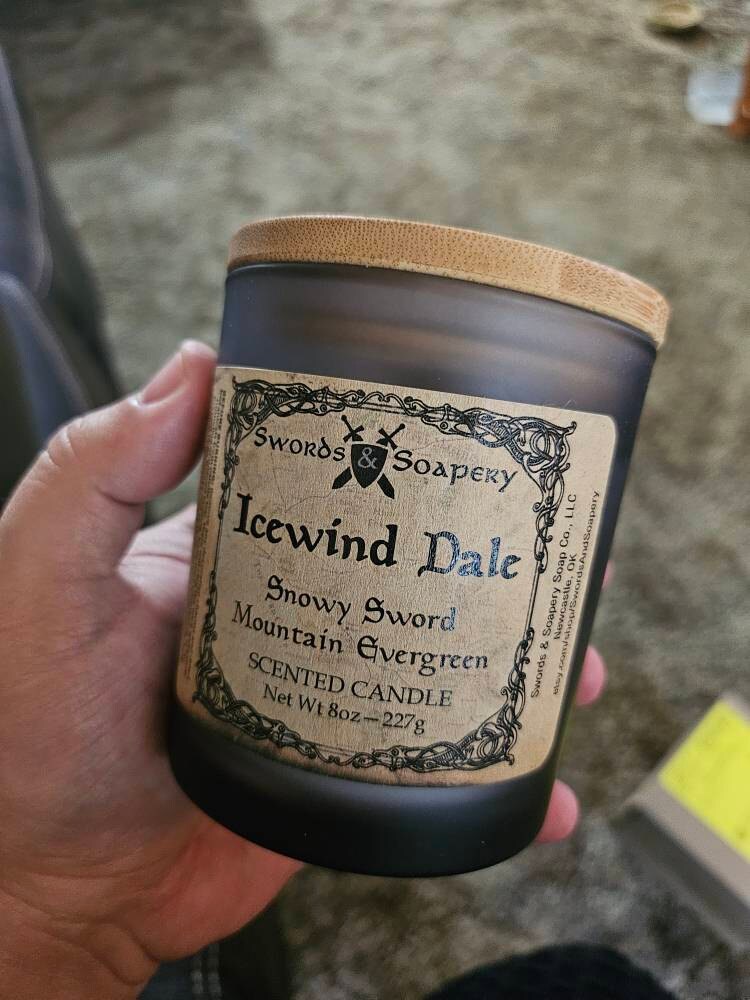 Swords & Soapery
Icewind Dale
Snowy Sword
Mountain Evergreen
SCENTED CANDLE
Net Wt 8oz—227g
Swords & Soapery Soap Co., LLC
Newcastle, OK
etsy.com/shop/SwordsAndSoapery